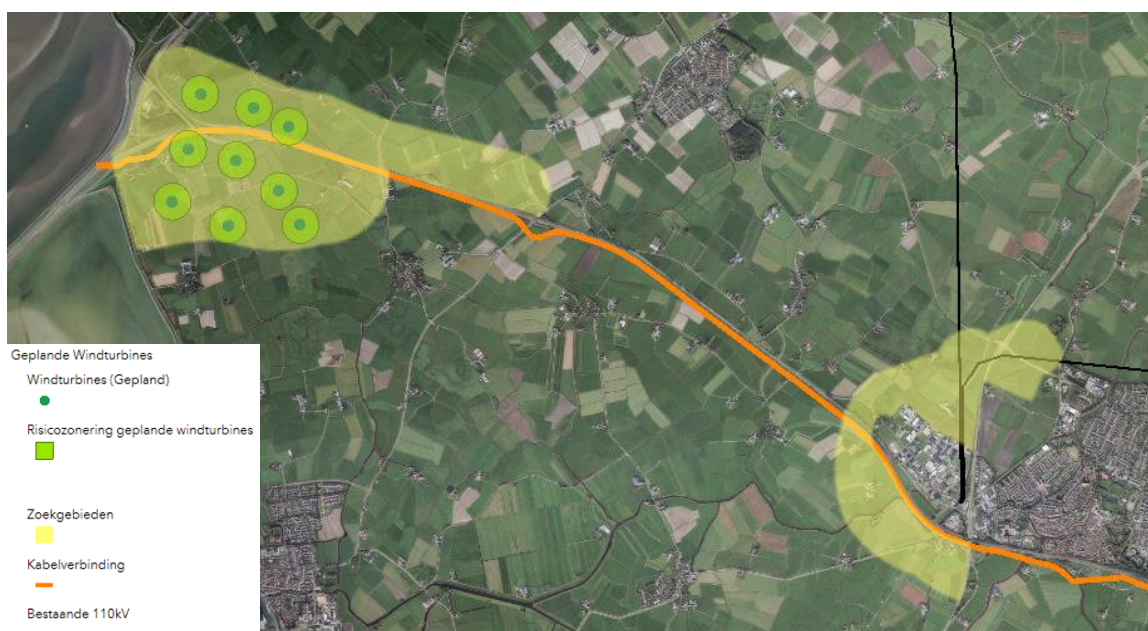 Geplande Windturbines
Windturbines (Gepland)
Risicozonering geplande windturbines
Zoekgebieden
Kabelverbinding
Bestaande 110kV